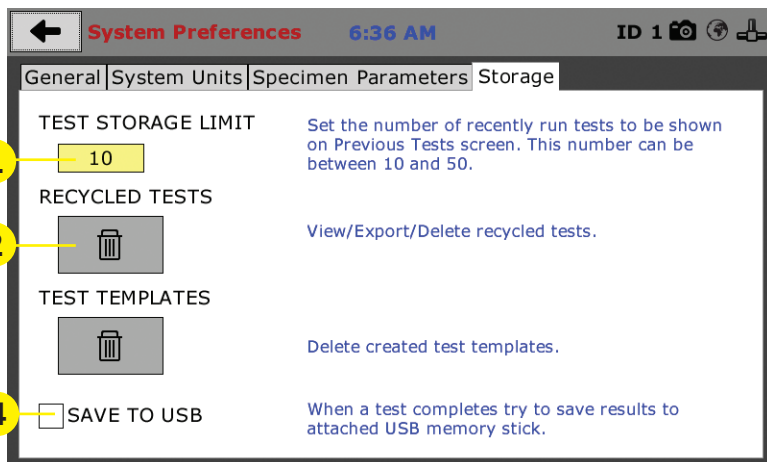 System Preferences 6:36 AM ID 1
General System Units Specimen Parameters Storage
TEST STORAGE LIMIT
Set the number of recently run tests to be shown
on Previous Tests screen. This number can be
between 10 and 50.
10
RECYCLED TESTS
View/Export/Delete recycled tests.
TEST TEMPLATES
Delete created test templates.
SAVE TO USB
When a test completes try to save results to
attached USB memory stick.